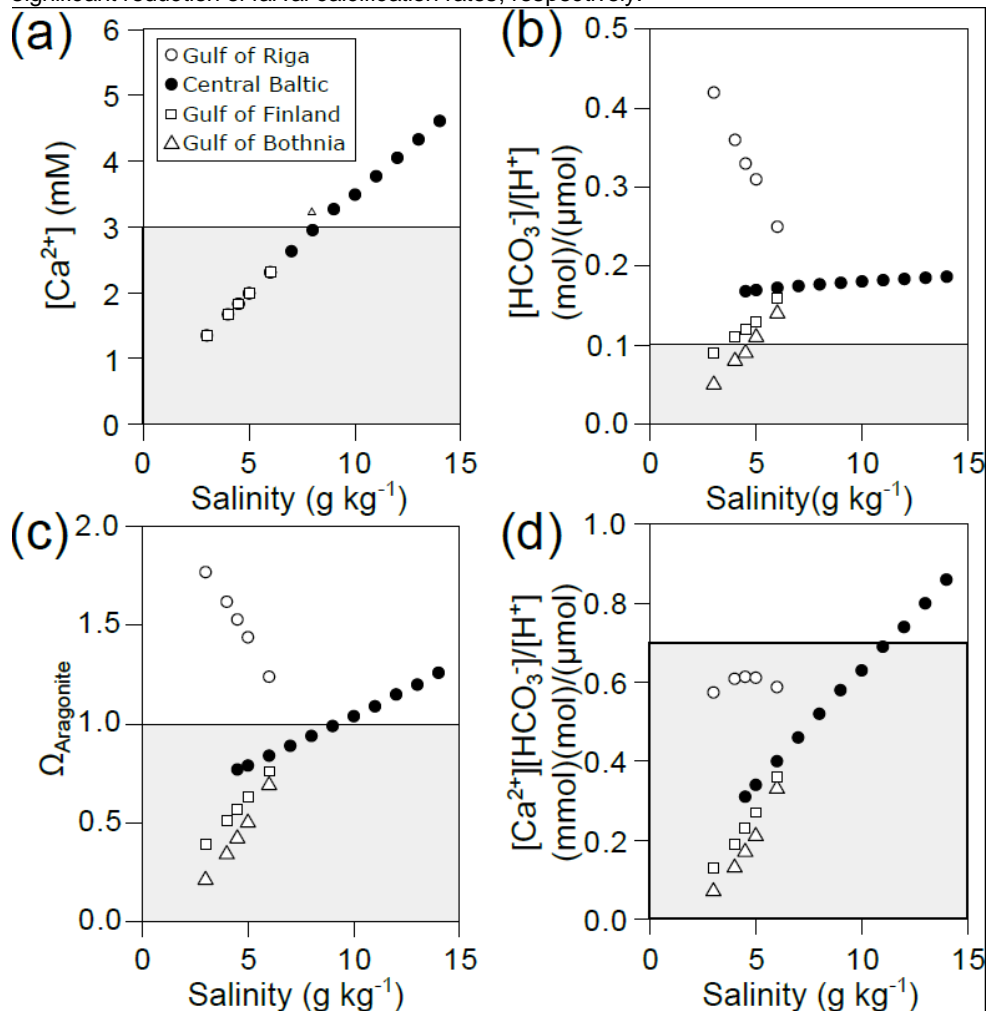 significant reduction of larval calcification rates, respectively.
(a)
6
5
4
3
2
1
0
[Ca²⁺] (mM)
Gulf of Riga
Central Baltic
Gulf of Finland
Gulf of Bothnia
0 5 10 15
Salinity (g kg⁻¹)
(b)
0.5
0.4
0.3
0.2
0.1
0.0
[HCO₃⁻]/[H⁺]
(mol)/(μmol)
0 5 10 15
Salinity(g kg⁻¹)
(c)
2.0
1.5
1.0
0.5
0.0
Ω_Aragonite
0 5 10 15
Salinity (g kg⁻¹)
(d)
1.0
0.8
0.6
0.4
0.2
0.0
[Ca²⁺][HCO₃⁻]/[H⁺]
(mmol)(mol)/(μmol)
0 5 10 15
Salinity (g kg⁻¹)